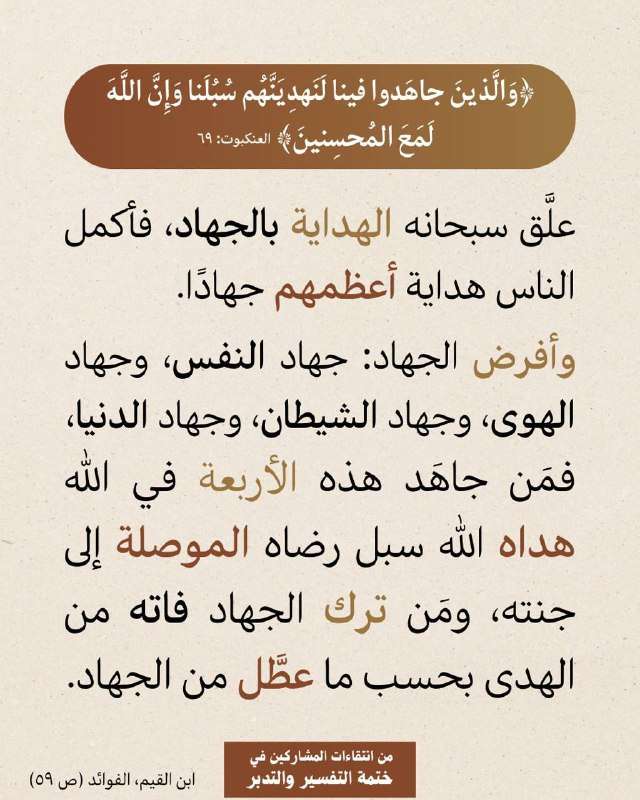 ﴿وَالَّذينَ جاهَدوا فينا لَنَهدِيَنَّهُم سُبُلَنا وَإِنَّ اللَّهَ
لَمَعَ المُحسِنينَ﴾ العنكبوت: ٦٩
علَّق سبحانه الهداية بالجهاد، فأكمل
الناس هداية أعظمهم جهادًا.
وأفرض الجهاد: جهاد النفس، وجهاد
الهوى، وجهاد الشيطان، وجهاد الدنيا،
فمَن جاهَد هذه الأربعة في الله
هداه الله سبل رضاه الموصلة إلى
جنته، ومَن ترك الجهاد فاته من
الهدى بحسب ما عطَّل من الجهاد.
من انتقاءات المشاركين في
ختمة التفسير والتدبر
ابن القيم، الفوائد (ص ٥٩)